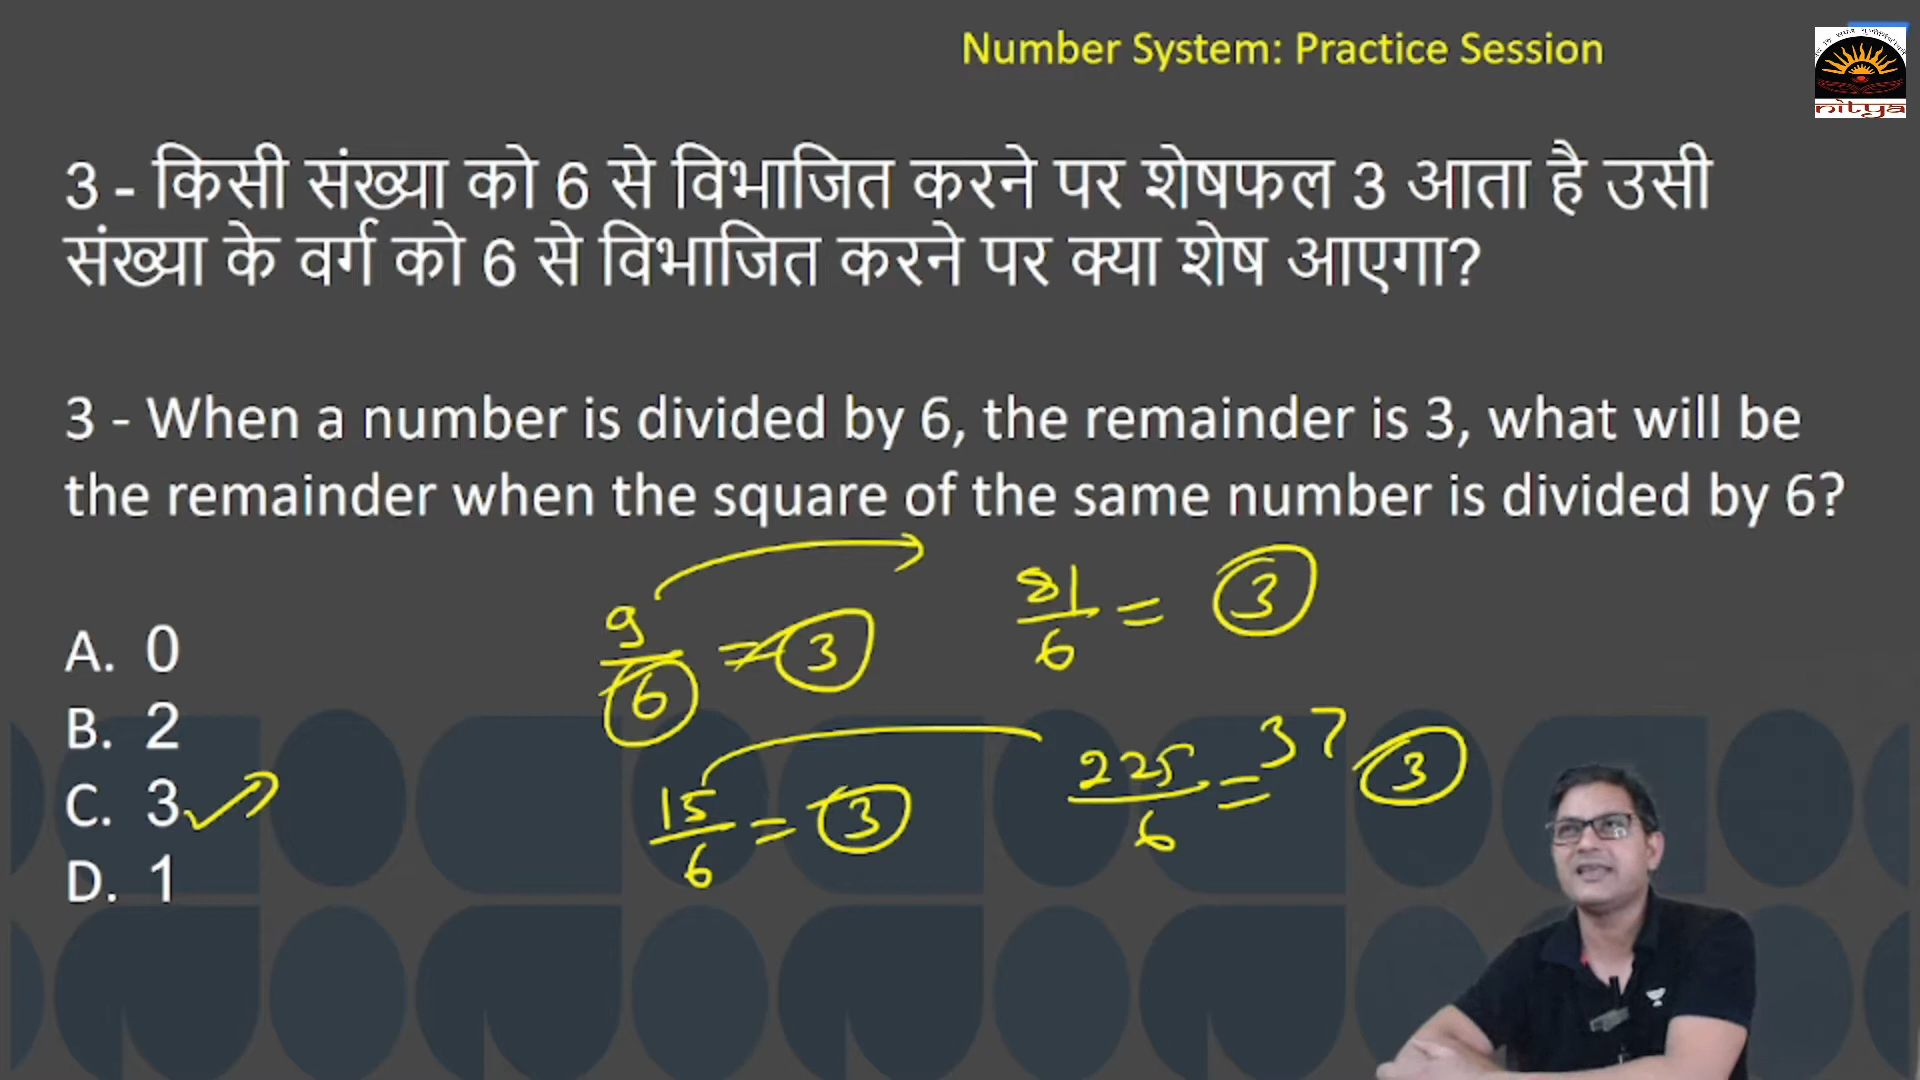 Number System: Practice Session
nitya
3 - किसी संख्या को 6 से विभाजित करने पर शेषफल 3 आता है उसी
संख्या के वर्ग को 6 से विभाजित करने पर क्या शेष आएगा?
3 - When a number is divided by 6, the remainder is 3, what will be
the remainder when the square of the same number is divided by 6?
A. 0
B. 2
C. 3
D. 1
9/6 = 3
81/6 = 3
15/6 = 3
225/6 = 37 3